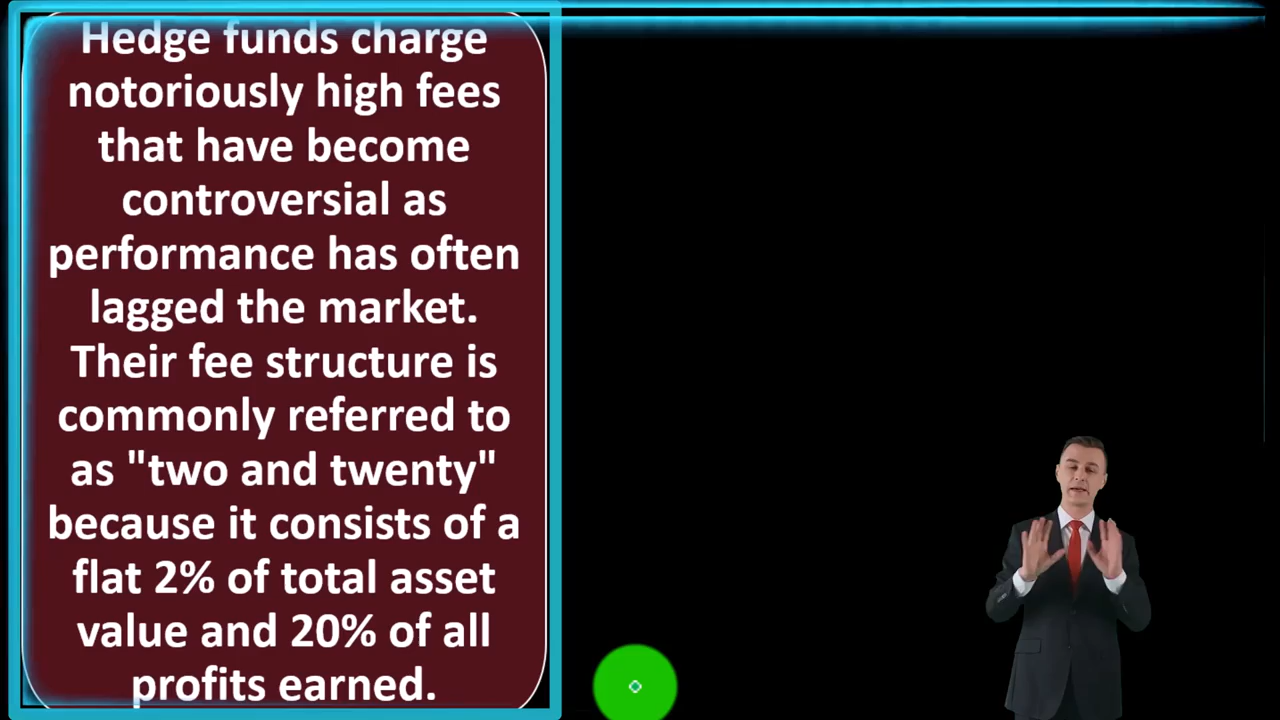 Hedge funds charge
notoriously high fees
that have become
controversial as
performance has often
lagged the market.
Their fee structure is
commonly referred to
as "two and twenty"
because it consists of a
flat 2% of total asset
value and 20% of all
profits earned.